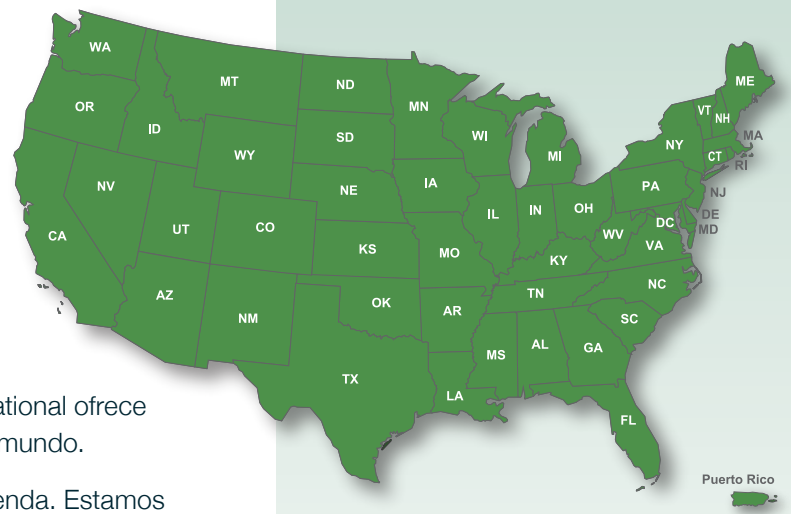 WA
MT
ND
MN
ME
OR
ID
SD
WI
VT
NH
NY
MA
WY
MI
CT
RI
NV
NE
IA
PA
NJ
CA
UT
CO
IL
IN
OH
DE
DC
MD
KS
MO
WV
VA
KY
AZ
NM
OK
AR
TN
NC
SC
TX
MS
AL
GA
LA
FL
ofrece
mundo.
Estamos
Puerto Rico